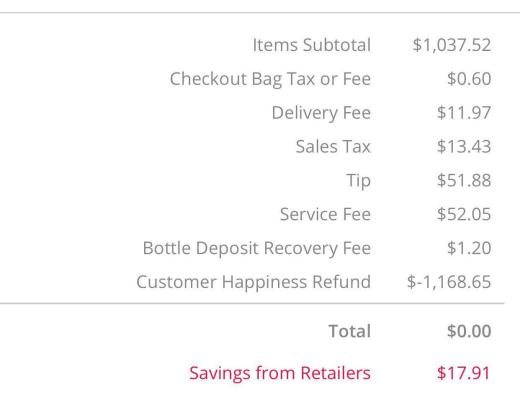 Items Subtotal $1,037.52
Checkout Bag Tax or Fee $0.60
Delivery Fee $11.97
Sales Tax $13.43
Tip $51.88
Service Fee $52.05
Bottle Deposit Recovery Fee $1.20
Customer Happiness Refund $-1,168.65
Total $0.00
Savings from Retailers $17.91